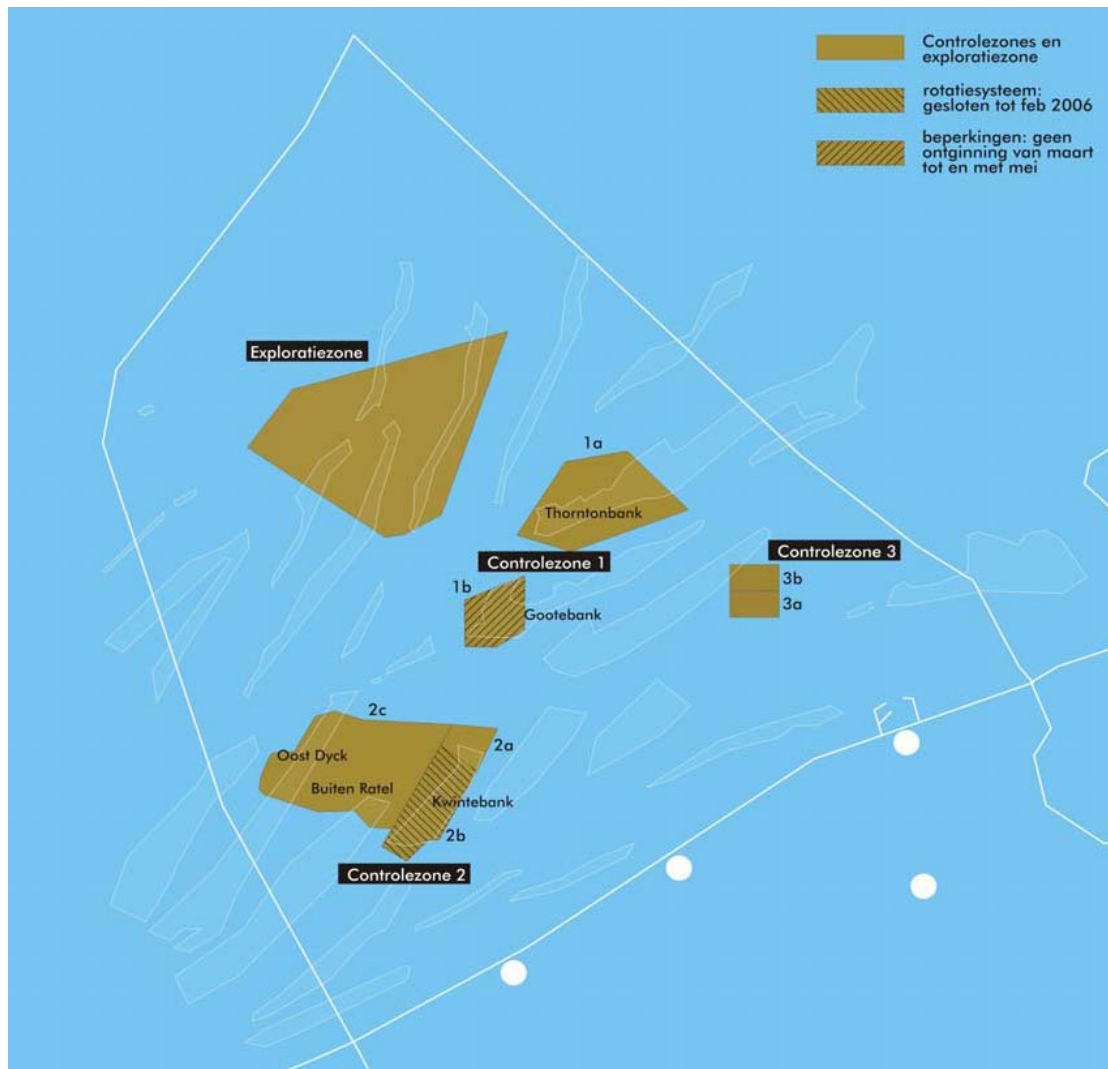 Controlezones en
exploratiezone
rotatiesysteem:
gesloten tot feb 2006
beperkingen: geen
ontginning van maart
tot en met mei
Exploratiezone
1a
Thorntonbank
Controlezone 1
Controlezone 3
1b
3b
3a
Gootebank
2c
2a
Oost Dyck
Buiten Ratel
Kwintebank
2b
Controlezone 2